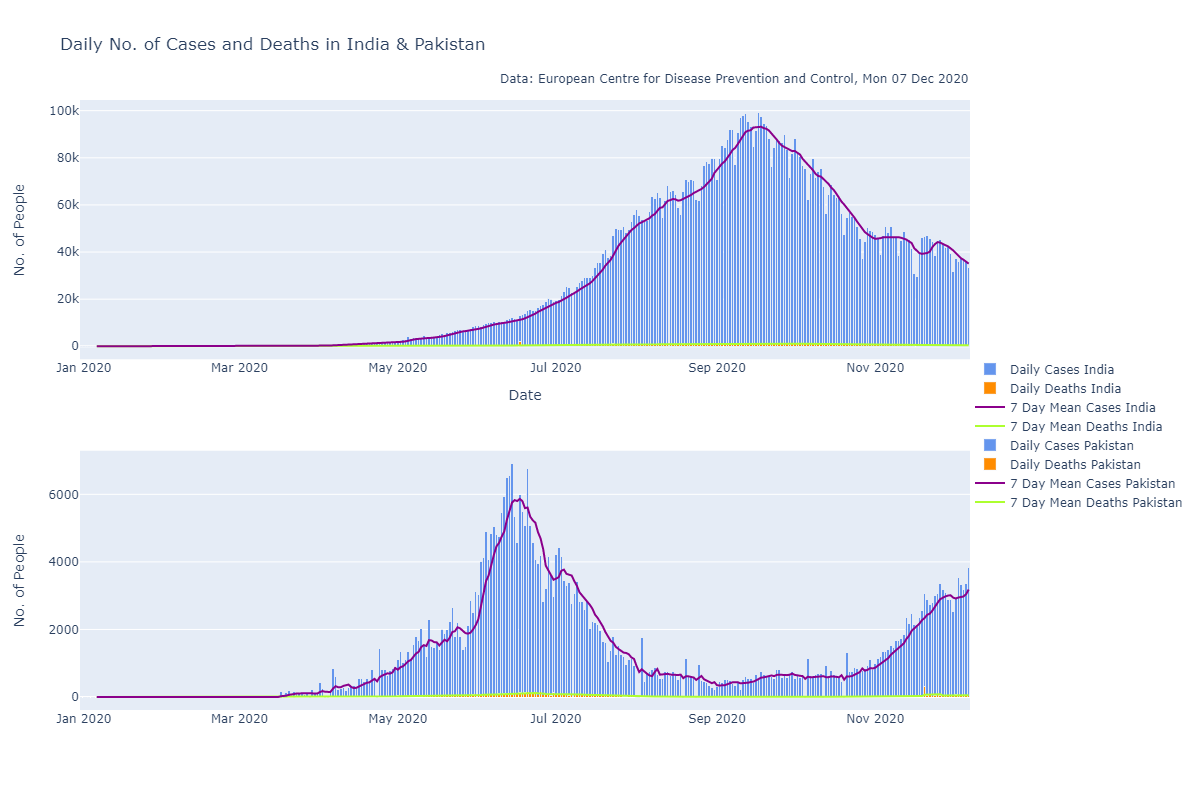 Daily No. of Cases and Deaths in India & Pakistan
Data: European Centre for Disease Prevention and Control, Mon 07 Dec 2020
No. of People
100k
80k
60k
40k
20k
0
Jan 2020 Mar 2020 May 2020 Jul 2020 Sep 2020 Nov 2020
Date
Daily Cases India
Daily Deaths India
7 Day Mean Cases India
7 Day Mean Deaths India
Daily Cases Pakistan
Daily Deaths Pakistan
7 Day Mean Cases Pakistan
7 Day Mean Deaths Pakistan
No. of People
6000
4000
2000
0
Jan 2020 Mar 2020 May 2020 Jul 2020 Sep 2020 Nov 2020